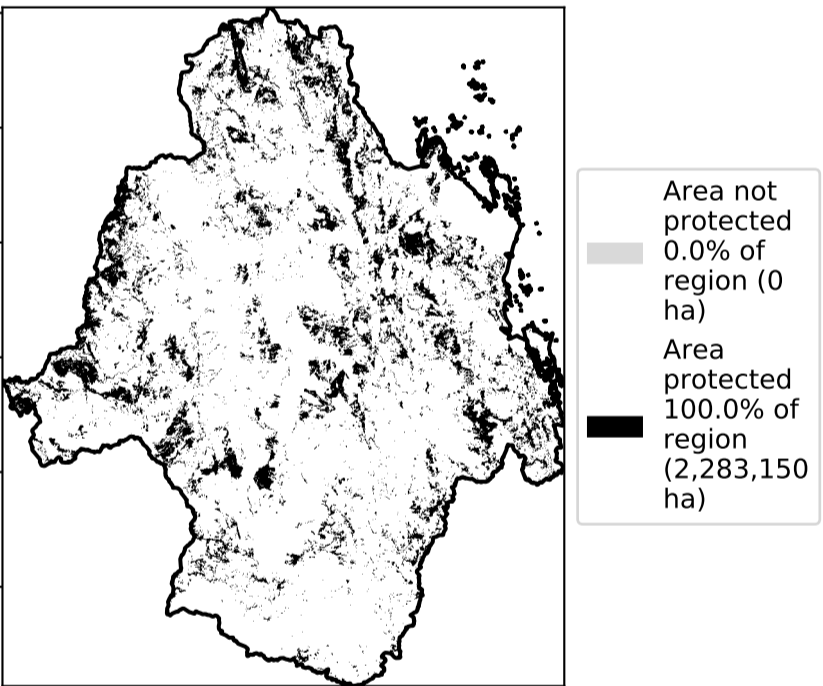 Area not
protected
0.0% of
region (0
ha)
Area
protected
100.0% of
region
(2,283,150
ha)